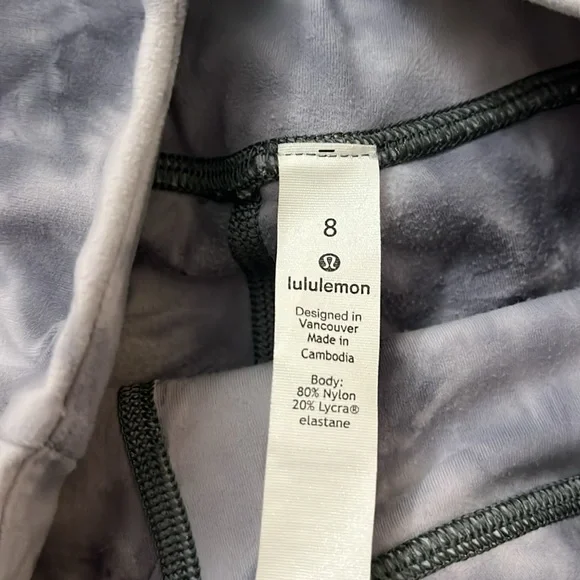 8
lululemon
Designed in
Vancouver
Made in
Cambodia
Body:
80% Nylon
20% Lycra®
elastane